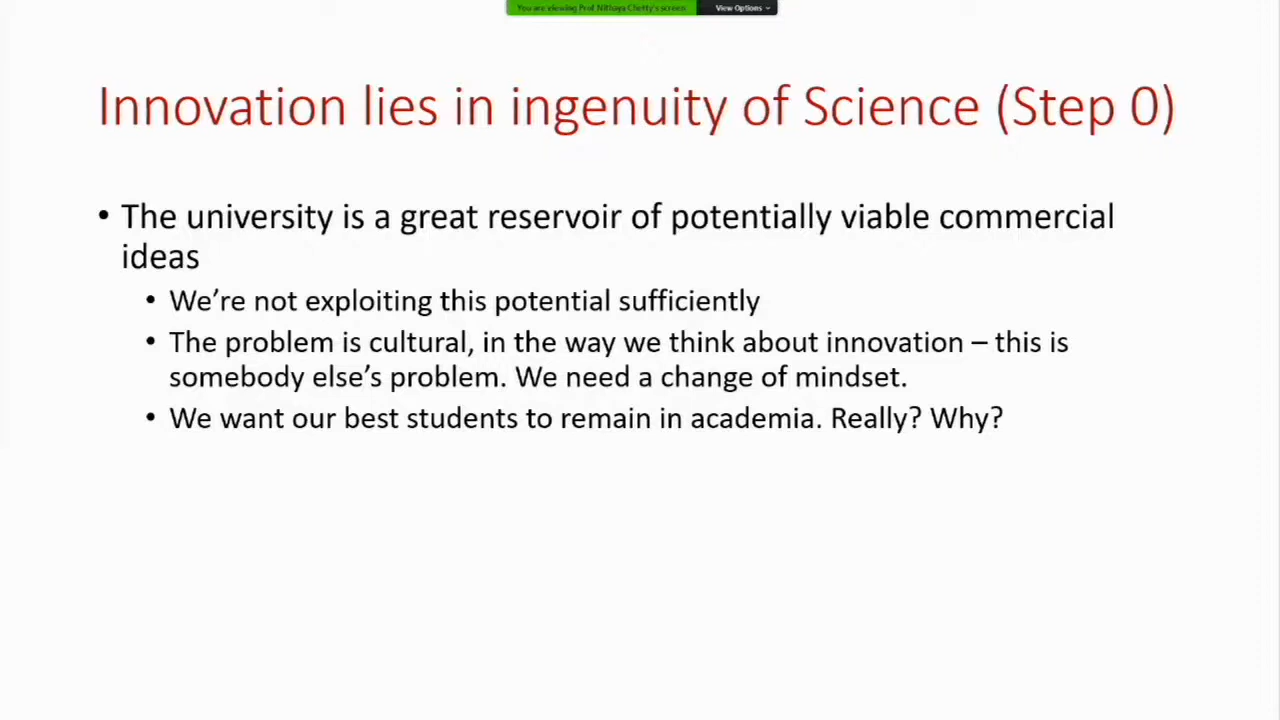 You are viewing Prof Nithaya Chetty's screen View Options
Innovation lies in ingenuity of Science (Step 0)
• The university is a great reservoir of potentially viable commercial
ideas
• We’re not exploiting this potential sufficiently
• The problem is cultural, in the way we think about innovation – this is
somebody else’s problem. We need a change of mindset.
• We want our best students to remain in academia. Really? Why?